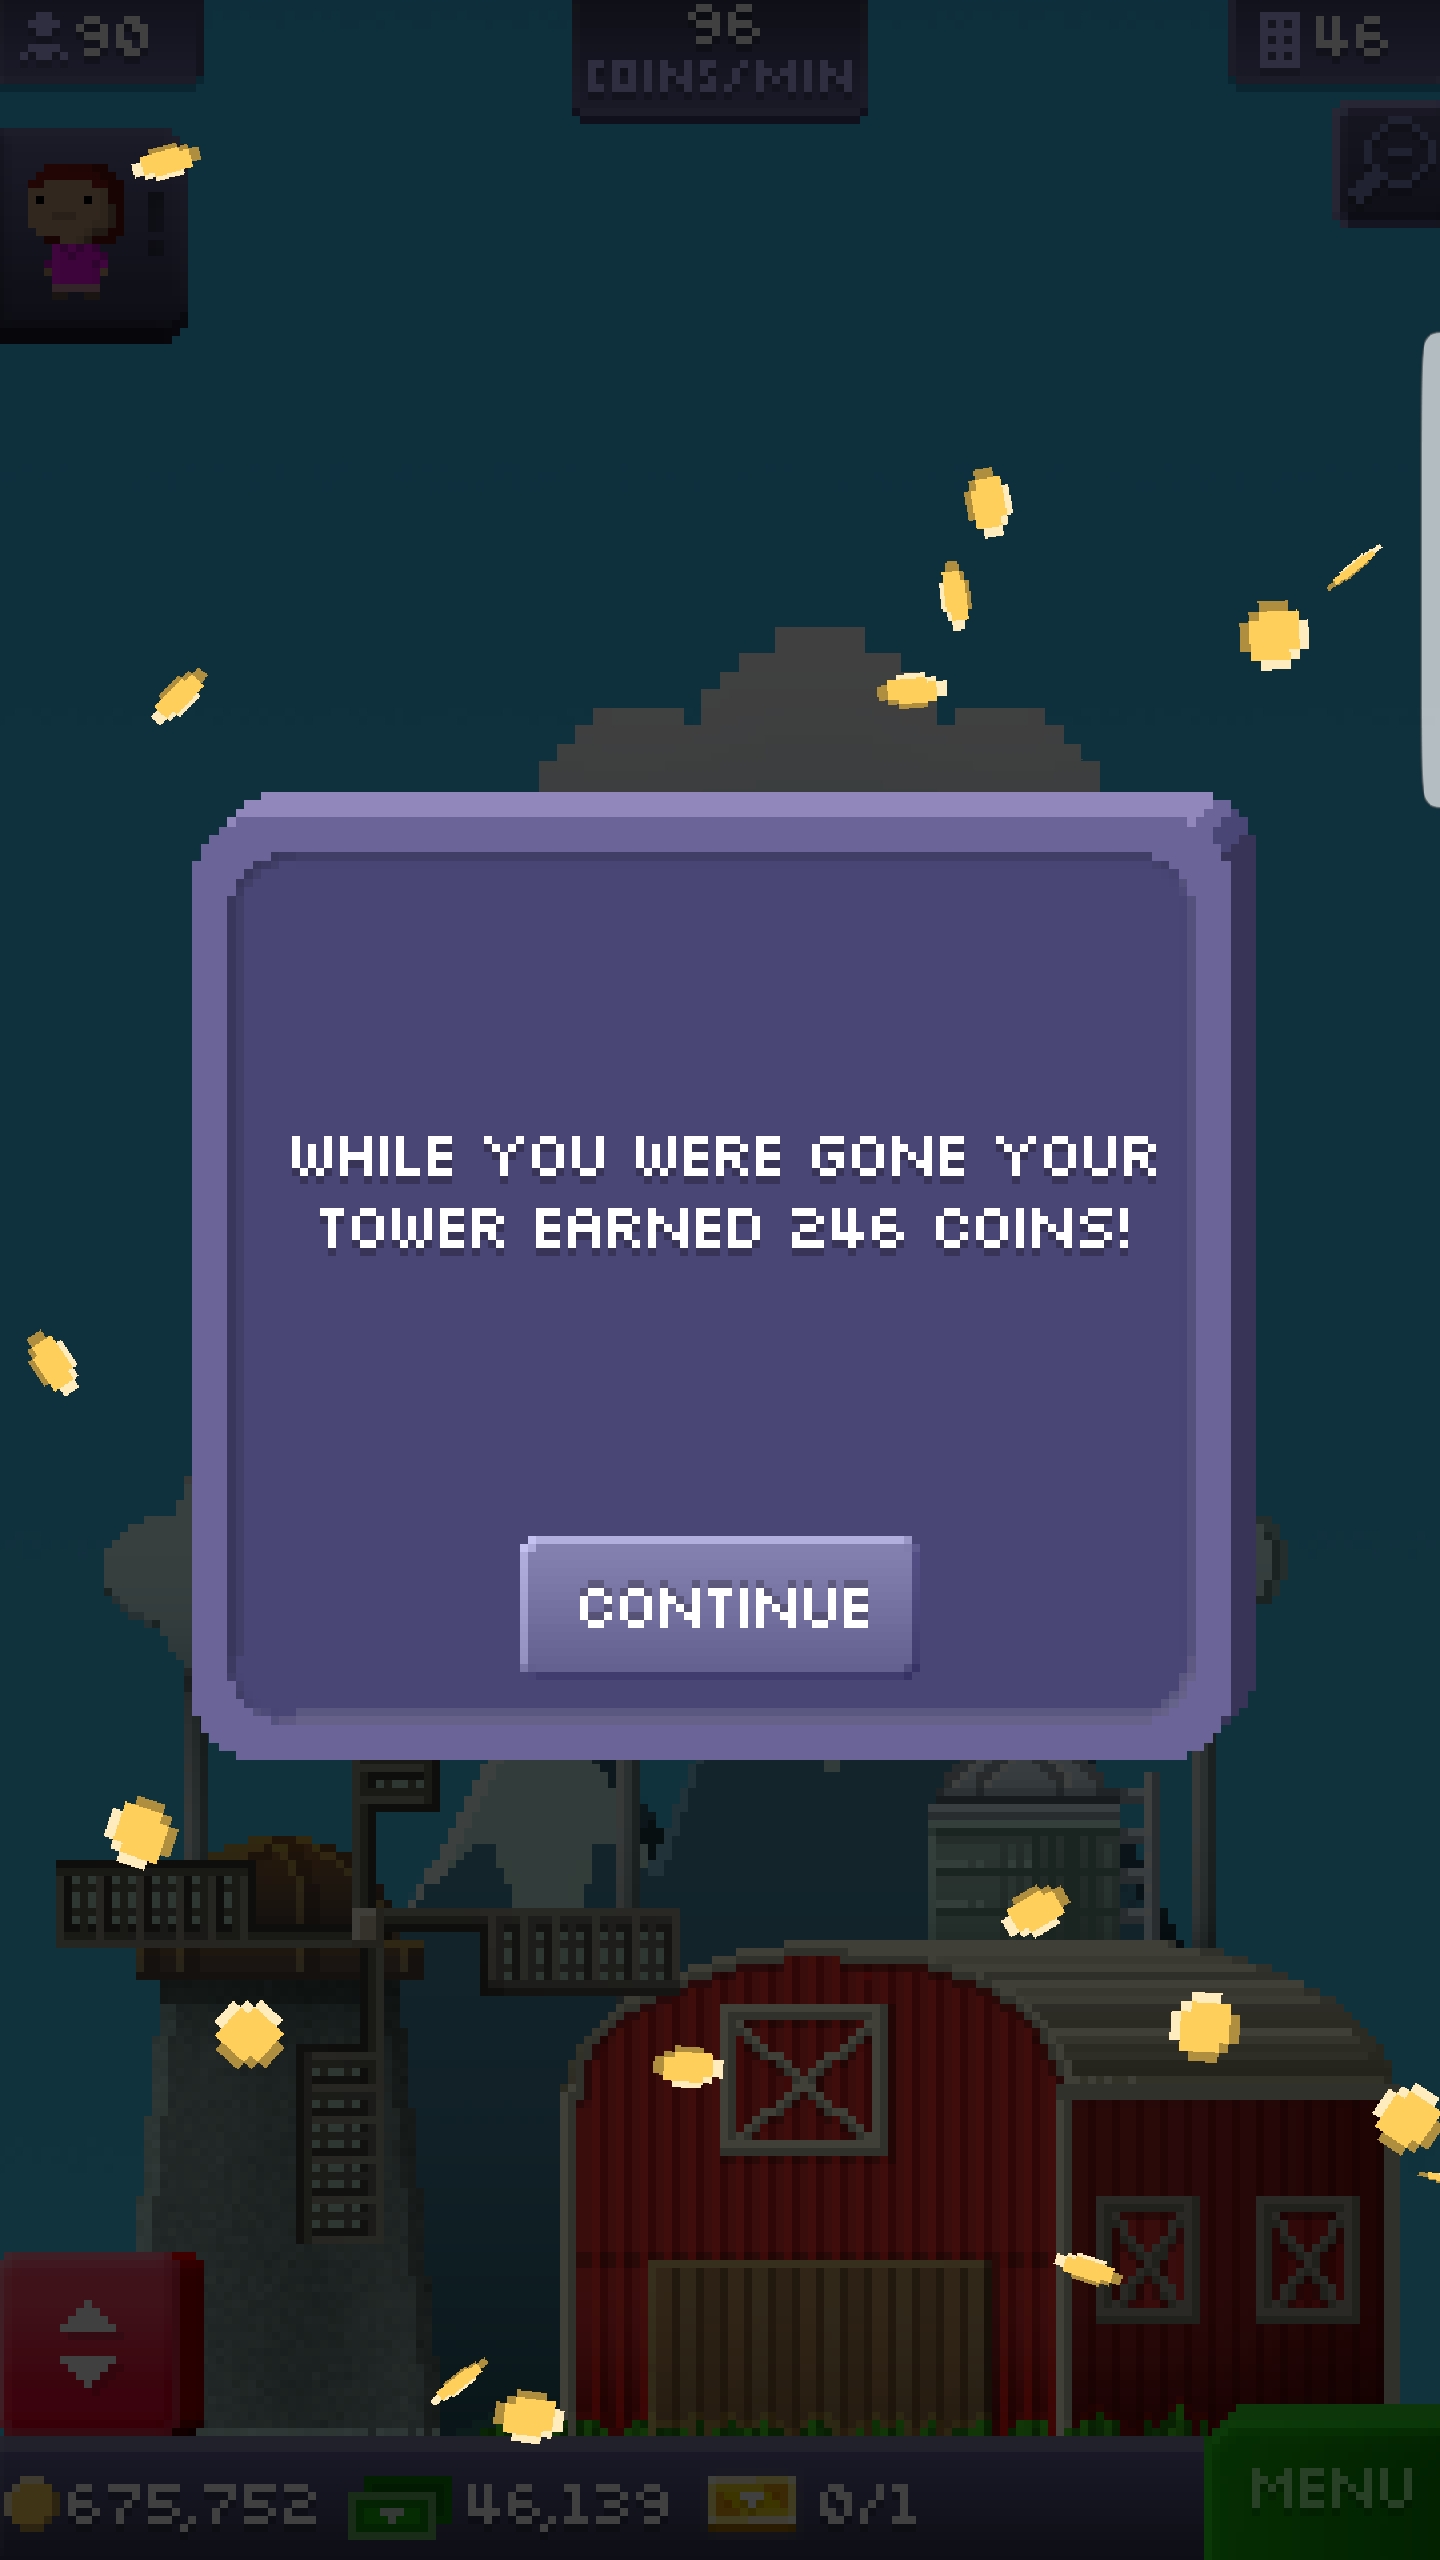 90
96
COINS/MIN
46
WHILE YOU WERE GONE YOUR
TOWER EARNED 246 COINS!
CONTINUE
675,752 46,139 0/1
MENU